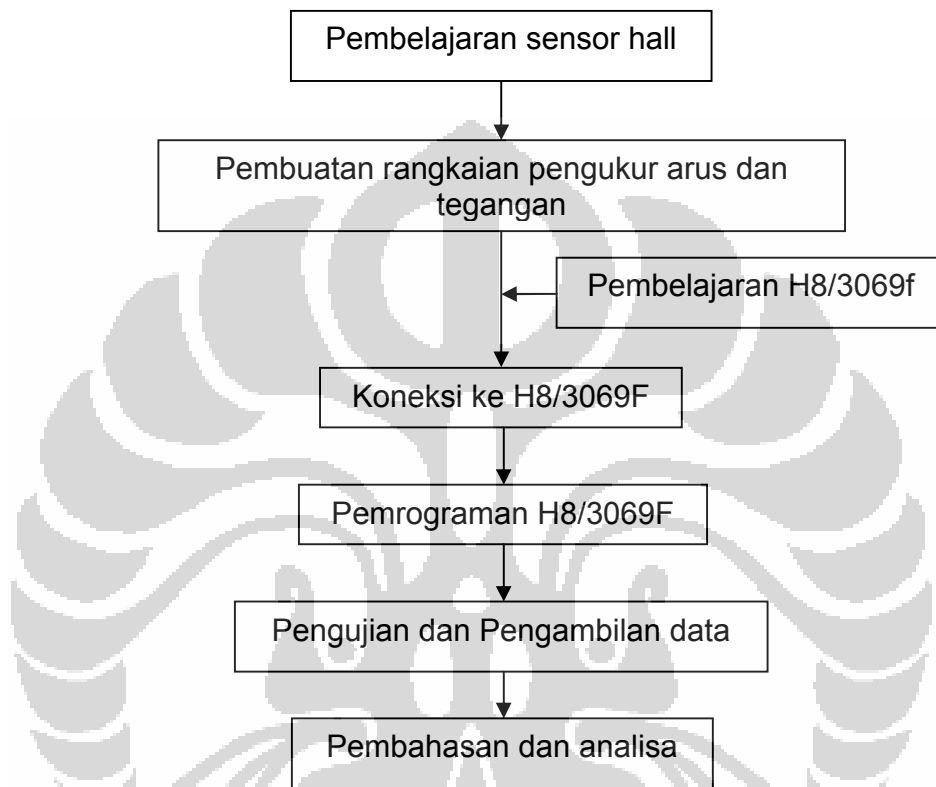 Pembelajaran sensor hall
Pembuatan rangkaian pengukur arus dan
tegangan
Pembelajaran H8/3069f
Koneksi ke H8/3069F
Pemrograman H8/3069F
Pengujian dan Pengambilan data
Pembahasan dan analisa